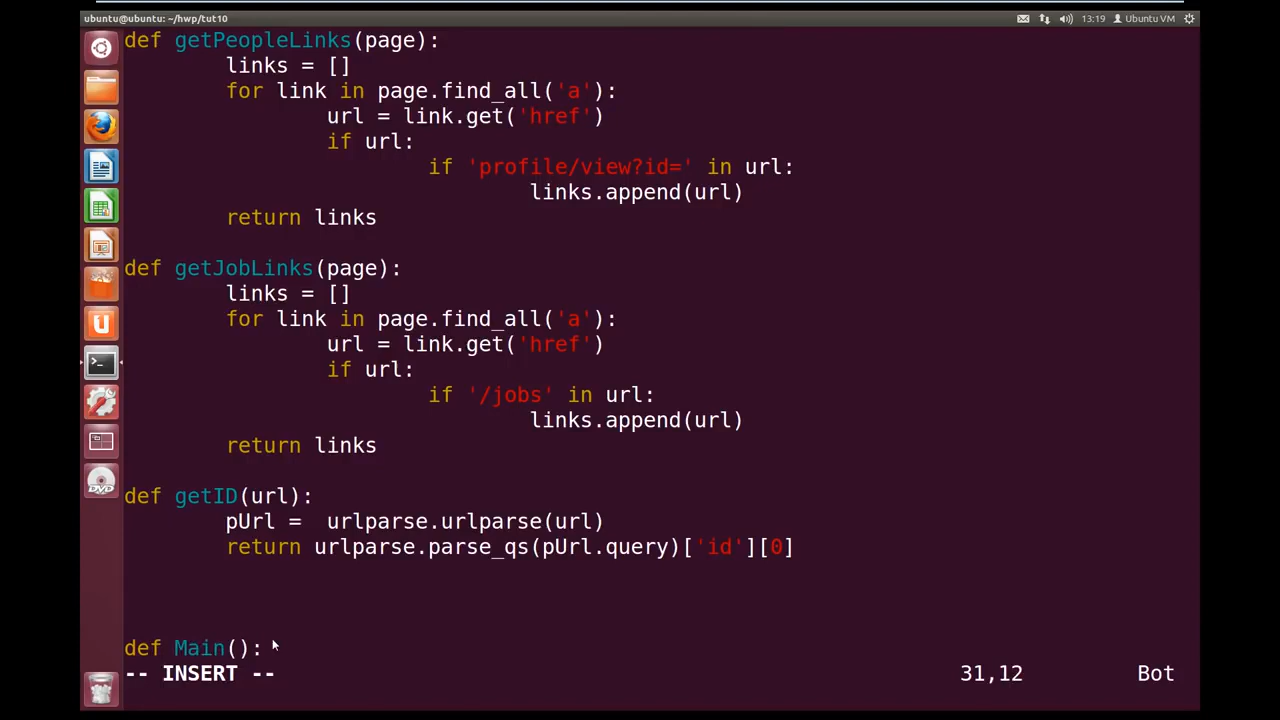 ubuntu@ubuntu: ~/hwp/tut10
13:19 Ubuntu VM
def getPeopleLinks(page):
links = []
for link in page.find_all('a'):
url = link.get('href')
if url:
if 'profile/view?id=' in url:
links.append(url)
return links
def getJobLinks(page):
links = []
for link in page.find_all('a'):
url = link.get('href')
if url:
if '/jobs' in url:
links.append(url)
return links
def getID(url):
pUrl =  urlparse.urlparse(url)
return urlparse.parse_qs(pUrl.query)['id'][0]
def Main():
-- INSERT -- 31,12 Bot